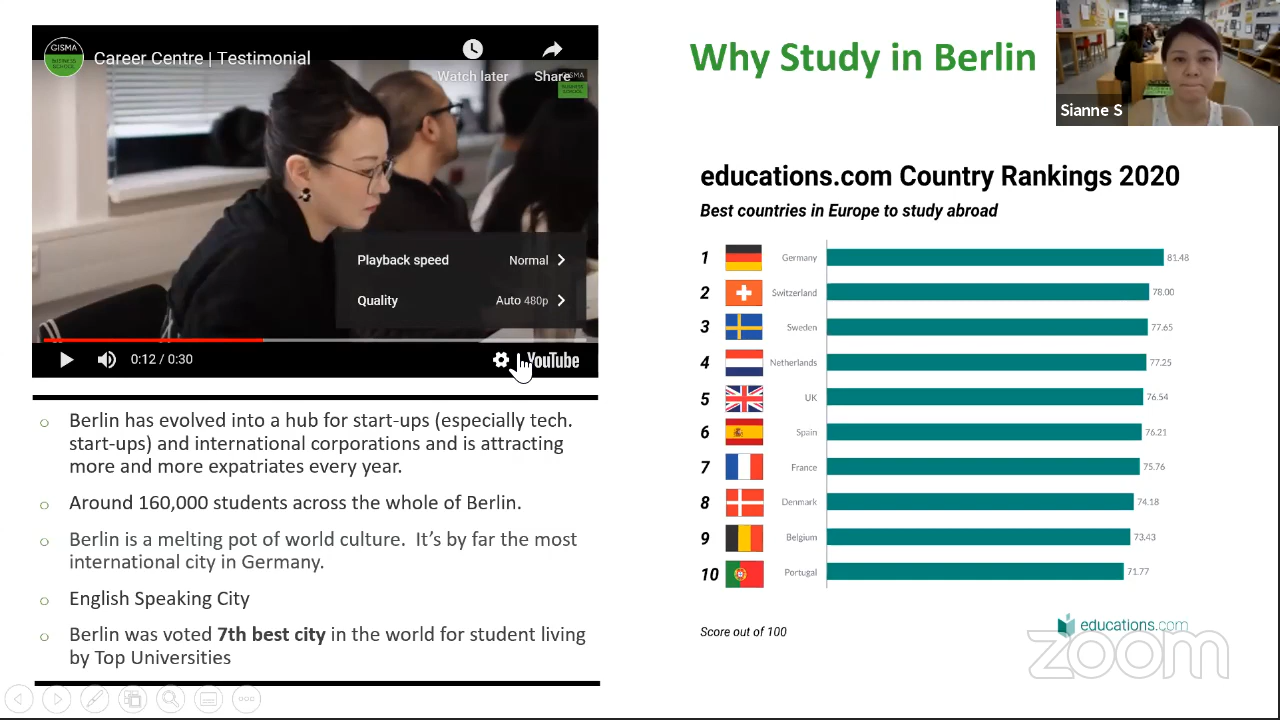 GISMA
BUSINESS
SCHOOL
Career Centre | Testimonial
Watch later
Share
GISMA
BUSINESS
SCHOOL
Playback speed
Normal
Quality
Auto 480p
0:12 / 0:30
YouTube
Berlin has evolved into a hub for start-ups (especially tech.
start-ups) and international corporations and is attracting
more and more expatriates every year.
Around 160,000 students across the whole of Berlin.
Berlin is a melting pot of world culture. It’s by far the most
international city in Germany.
English Speaking City
Berlin was voted 7th best city in the world for student living
by Top Universities
Why Study in Berlin
Sianne S
educations.com Country Rankings 2020
Best countries in Europe to study abroad
1 Germany 81.48
2 Switzerland 78.00
3 Sweden 77.65
4 Netherlands 77.25
5 UK 76.54
6 Spain 76.21
7 France 75.76
8 Denmark 74.18
9 Belgium 73.43
10 Portugal 71.77
Score out of 100
educations.com
zoom